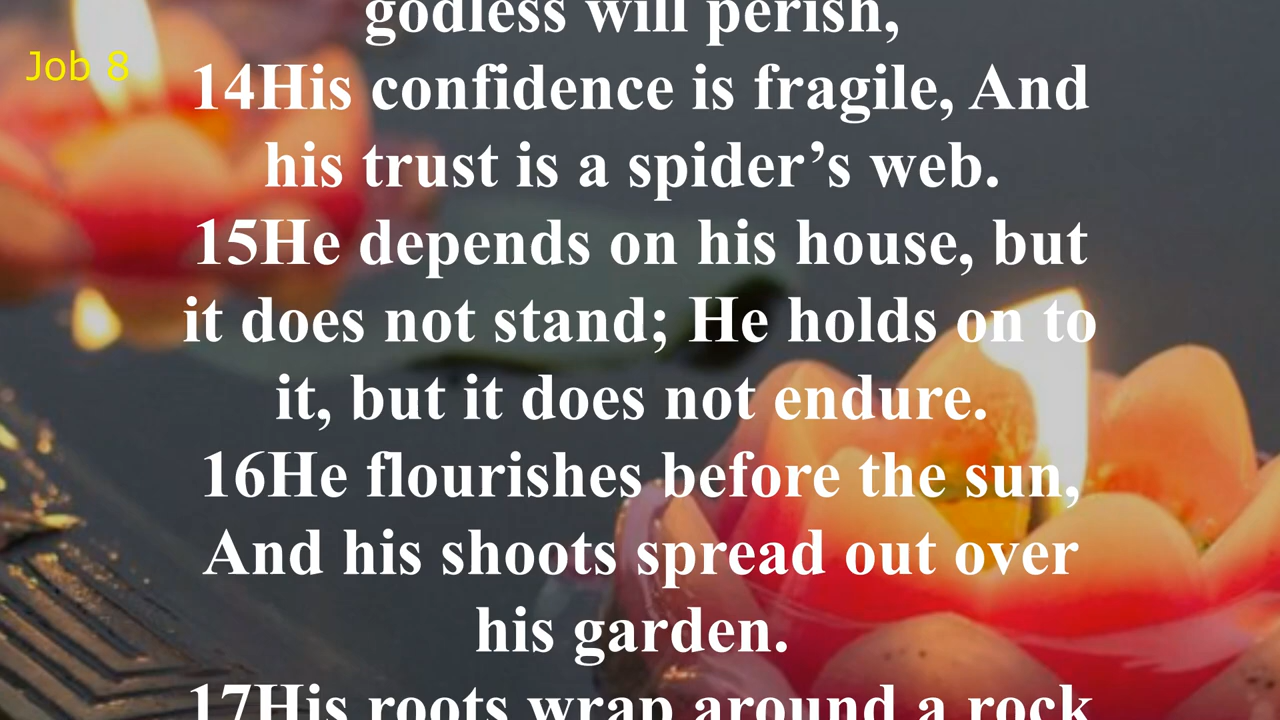 godless will perish,
Job 8
14His confidence is fragile, And
his trust is a spider’s web.
15He depends on his house, but
it does not stand; He holds on to
it, but it does not endure.
16He flourishes before the sun,
And his shoots spread out over
his garden.
17His roots wrap around a rock